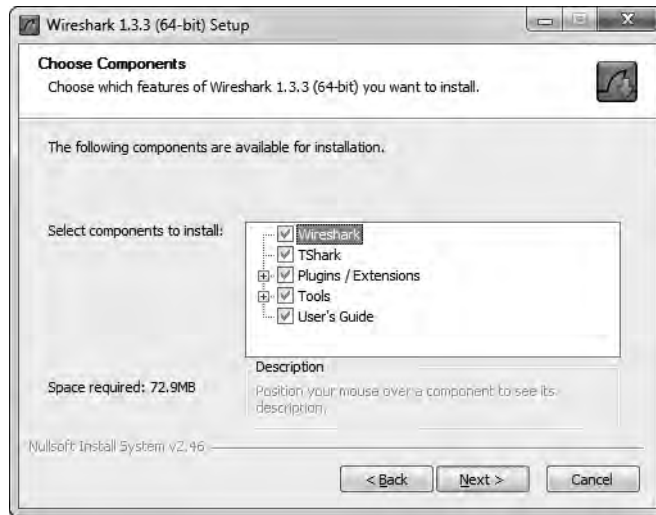 Wireshark 1.3.3 (64-bit) Setup
Choose Components
Choose which features of Wireshark 1.3.3 (64-bit) you want to install.
The following components are available for installation.
Select components to install:
Wireshark
TShark
Plugins / Extensions
Tools
User's Guide
Space required: 72.9MB
Description
Position your mouse over a component to see its
description.
Nullsoft Install System v2.46
< Back
Next >
Cancel